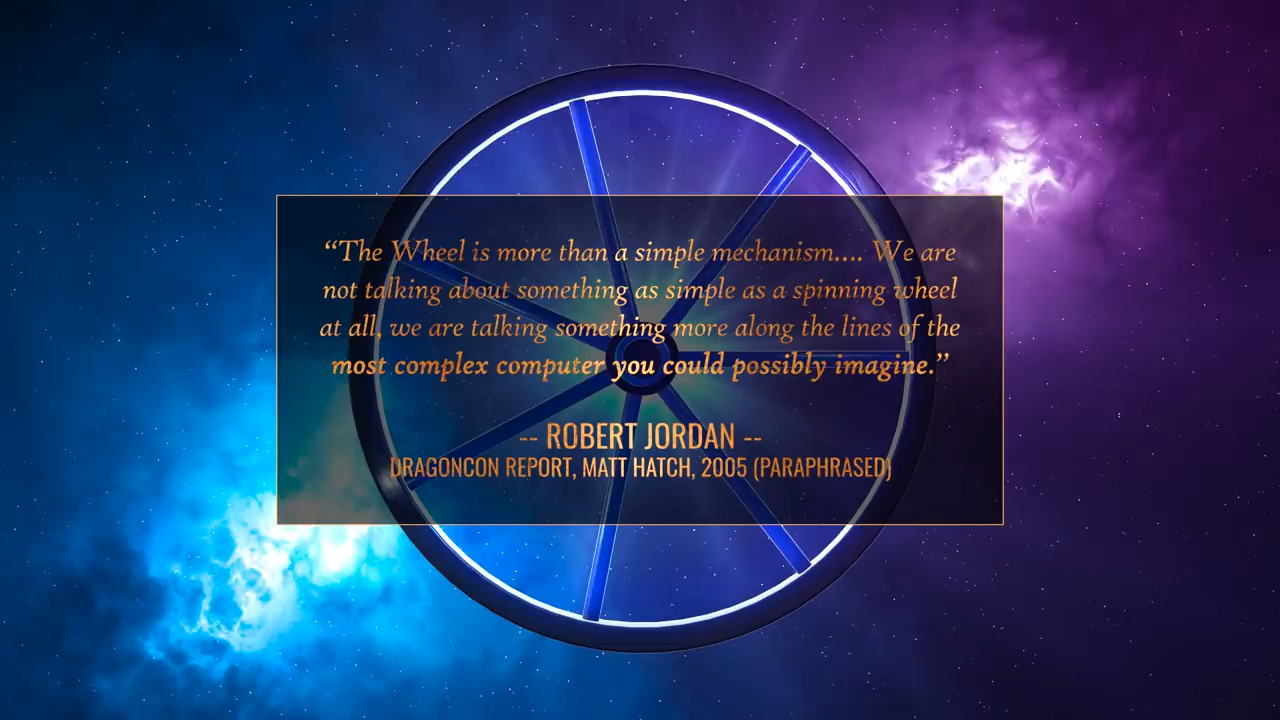 “The Wheel is more than a simple mechanism.... We are
not talking about something as simple as a spinning wheel
at all, we are talking something more along the lines of the
most complex computer you could possibly imagine.”
-- ROBERT JORDAN --
DRAGONCON REPORT, MATT HATCH, 2005 (PARAPHRASED)